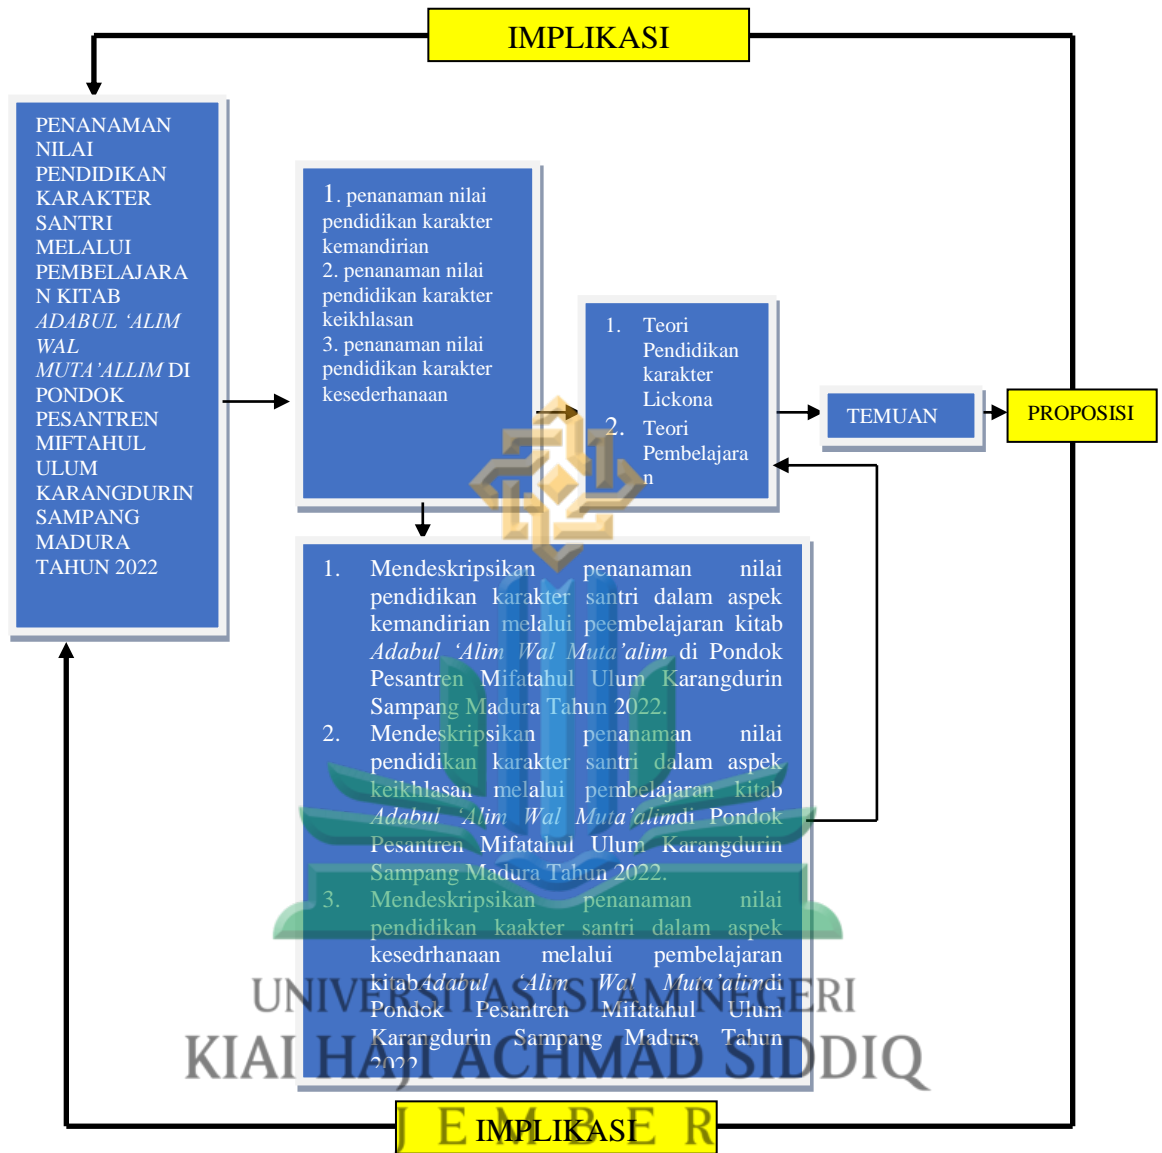 IMPLIKASI
PENANAMAN
NILAI
PENDIDIKAN
KARAKTER
SANTRI
MELALUI
PEMBELAJARA
N KITAB
ADABUL ‘ALIM
WAL
MUTA’ALLIM DI
PONDOK
PESANTREN
MIFTAHUL
ULUM
KARANGDURIN
SAMPANG
MADURA
TAHUN 2022
1. penanaman nilai
pendidikan karakter
kemandirian
2. penanaman nilai
pendidikan karakter
keikhlasan
3. penanaman nilai
pendidikan karakter
kesederhanaan
1. Teori
Pendidikan
karakter
Lickona
2. Teori
Pembelajara
n
TEMUAN
PROPOSISI
1. Mendeskripsikan penanaman nilai
pendidikan karakter santri dalam aspek
kemandirian melalui peembelajaran kitab
Adabul ‘Alim Wal Muta’alim di Pondok
Pesantren Mifatahul Ulum Karangdurin
Sampang Madura Tahun 2022.
2. Mendeskripsikan penanaman nilai
pendidikan karakter santri dalam aspek
keikhlasan melalui pembelajaran kitab
Adabul ‘Alim Wal Muta’alimdi Pondok
Pesantren Mifatahul Ulum Karangdurin
Sampang Madura Tahun 2022.
3. Mendeskripsikan penanaman nilai
pendidikan kaakter santri dalam aspek
kesedrhanaan melalui pembelajaran
kitabAdabul ‘Alim Wal Muta’alimdi
Pondok Pesantren Mifatahul Ulum
Karangdurin Sampang Madura Tahun
2022
UNIVERSITAS ISLAM NEGERI
KIAI HAJI ACHMAD SIDDIQ
JEMBER
IMPLIKASI